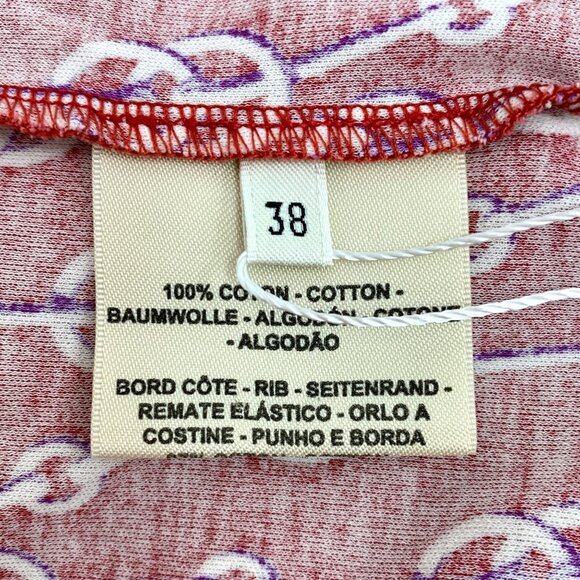 38
100% COTON - COTTON -
BAUMWOLLE - ALGODÓN - COTONE
- ALGODÃO
BORD CÔTE - RIB - SEITENRAND -
REMATE ELÁSTICO - ORLO A
COSTINE - PUNHO E BORDA